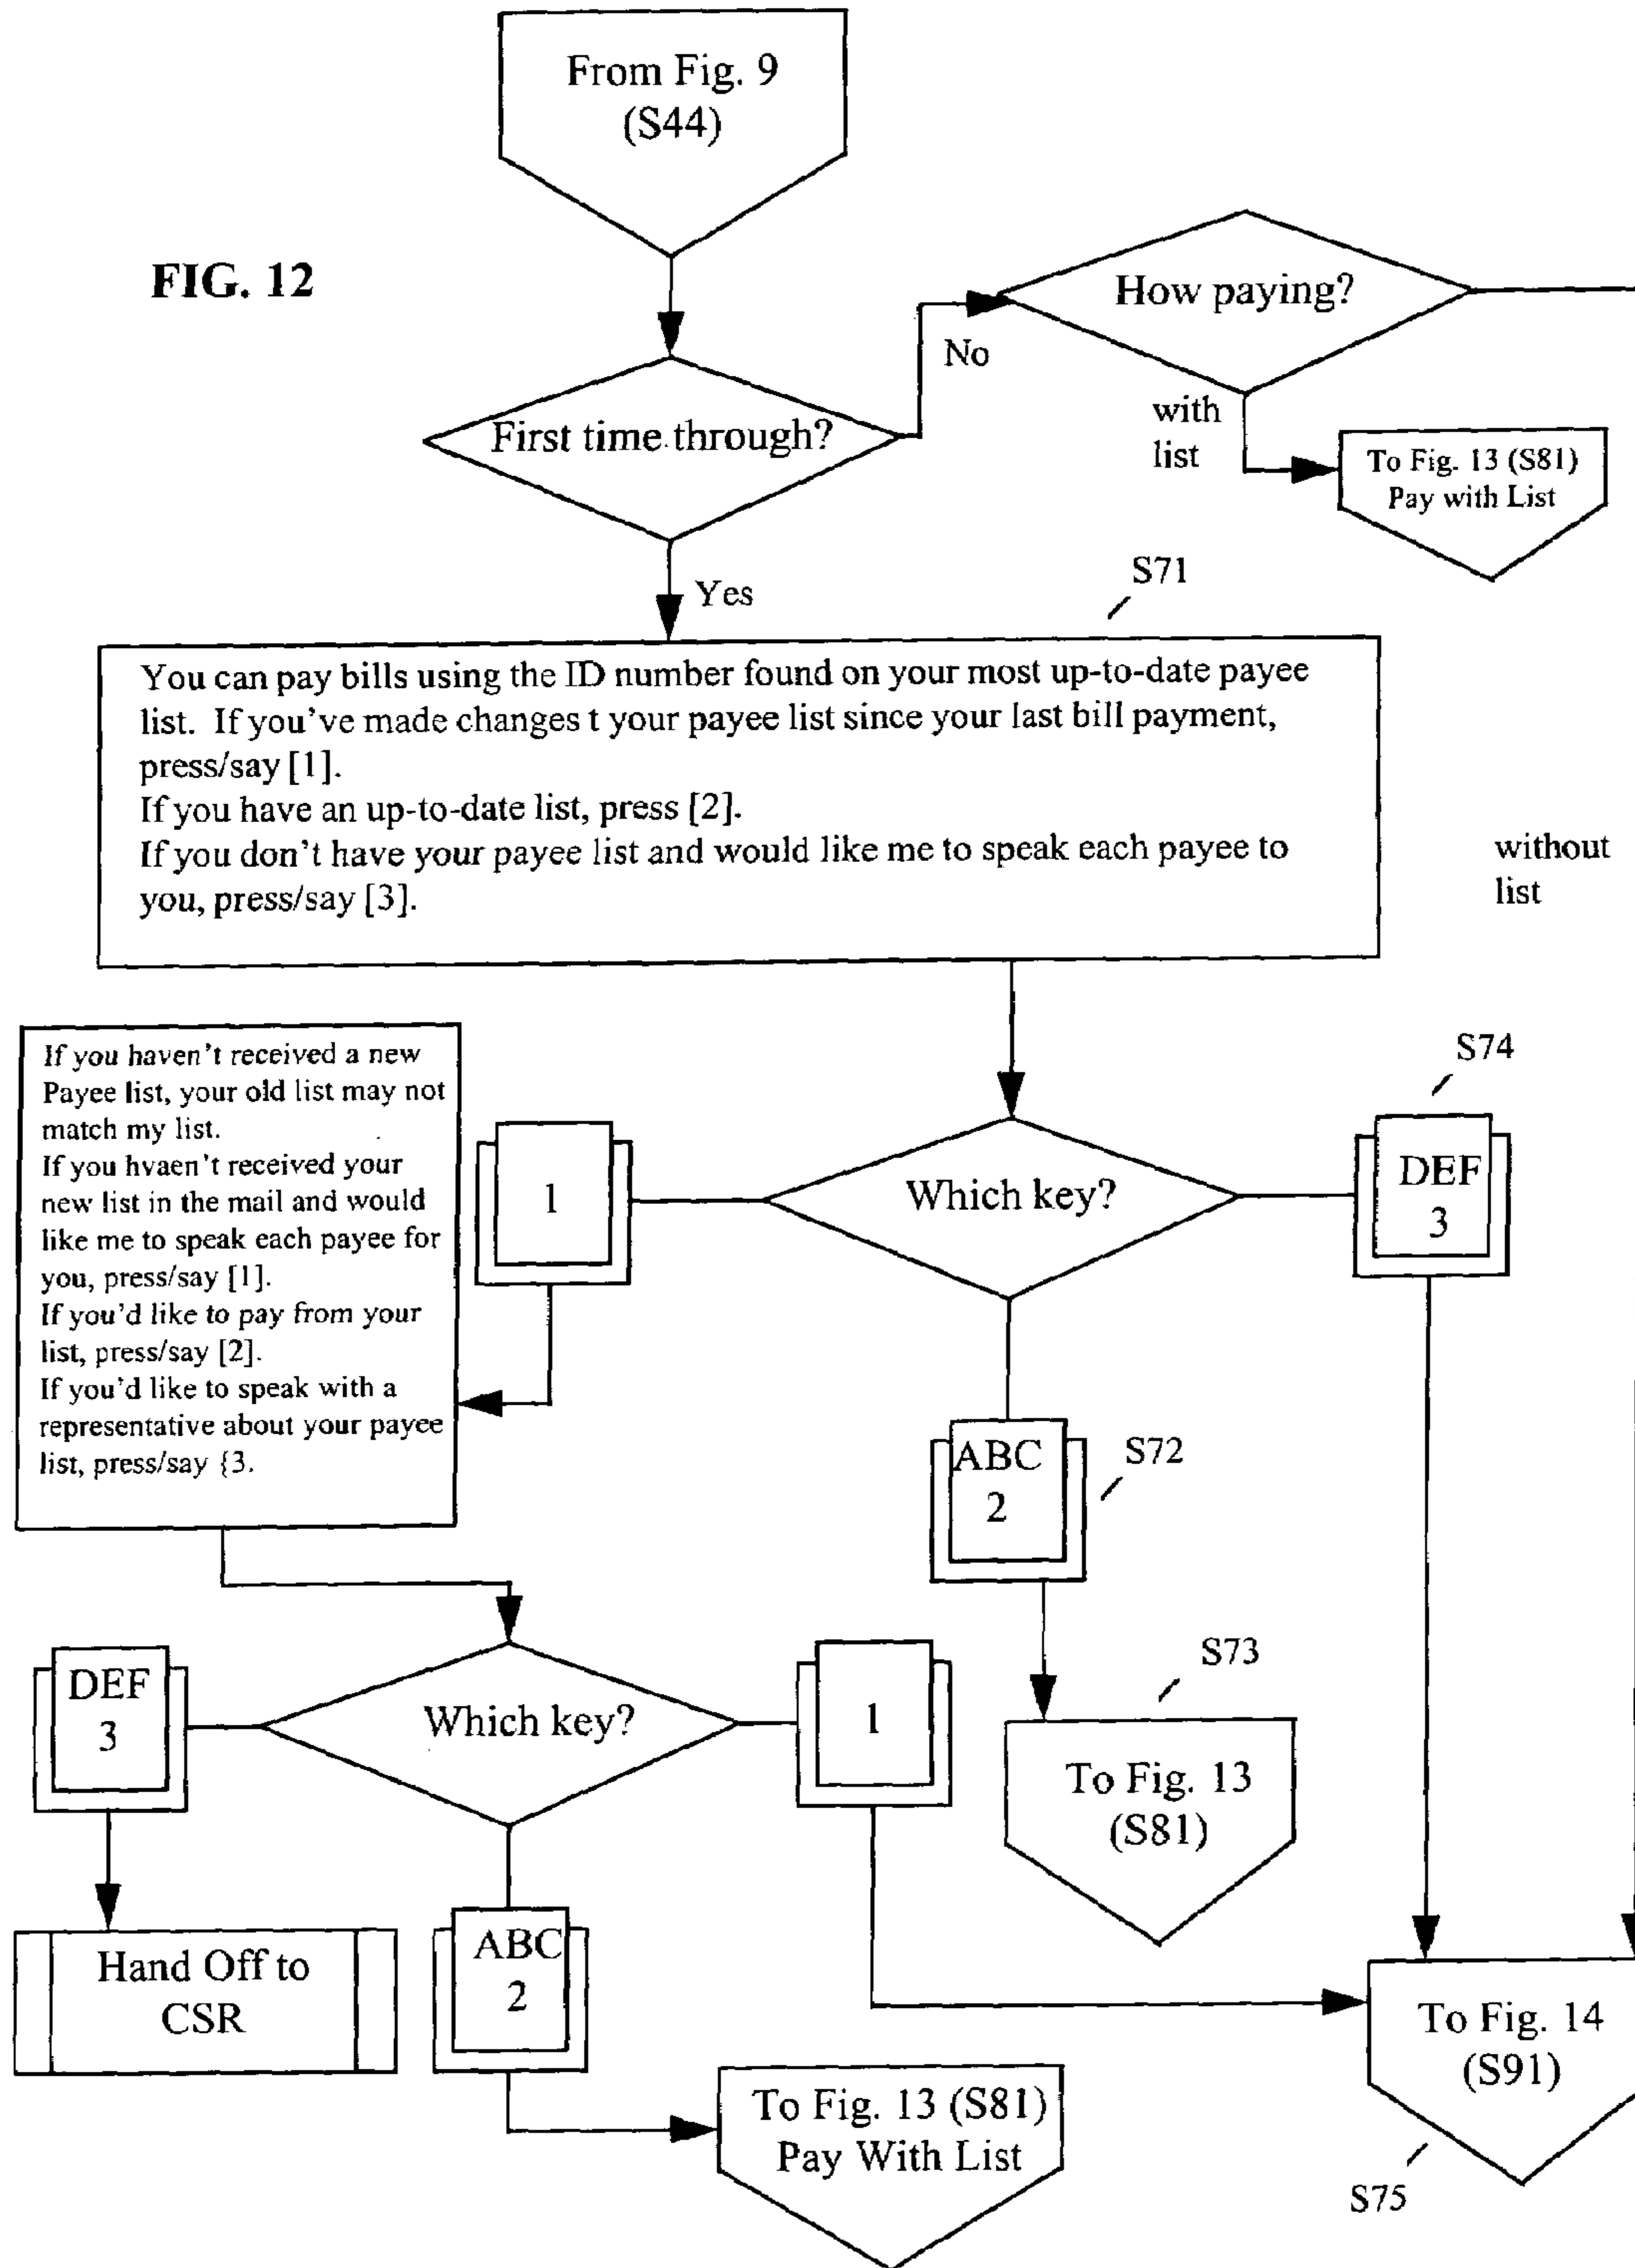 From Fig. 9
(S44)
FIG. 12
How paying?
No
First time through?
with
list
To Fig. 13 (S81)
Pay with List
S71
Yes
You can pay bills using the ID number found on your most up-to-date payee
list. If you've made changes t your payee list since your last bill payment,
press/say [1].
If you have an up-to-date list, press [2].
If you don't have your payee list and would like me to speak each payee to
you, press/say [3].
without
list
If you haven't received a new
Payee list, your old list may not
match my list.
If you hvaen't received your
new list in the mail and would
like me to speak each payee for
you, press/say [1].
If you'd like to pay from your
list, press/say [2].
If you'd like to speak with a
representative about your payee
list, press/say {3.
1
Which key?
S74
DEF
3
ABC
2
S72
S73
To Fig. 13
(S81)
DEF
3
Which key?
1
Hand Off to
CSR
ABC
2
To Fig. 13 (S81)
Pay With List
To Fig. 14
(S91)
S75